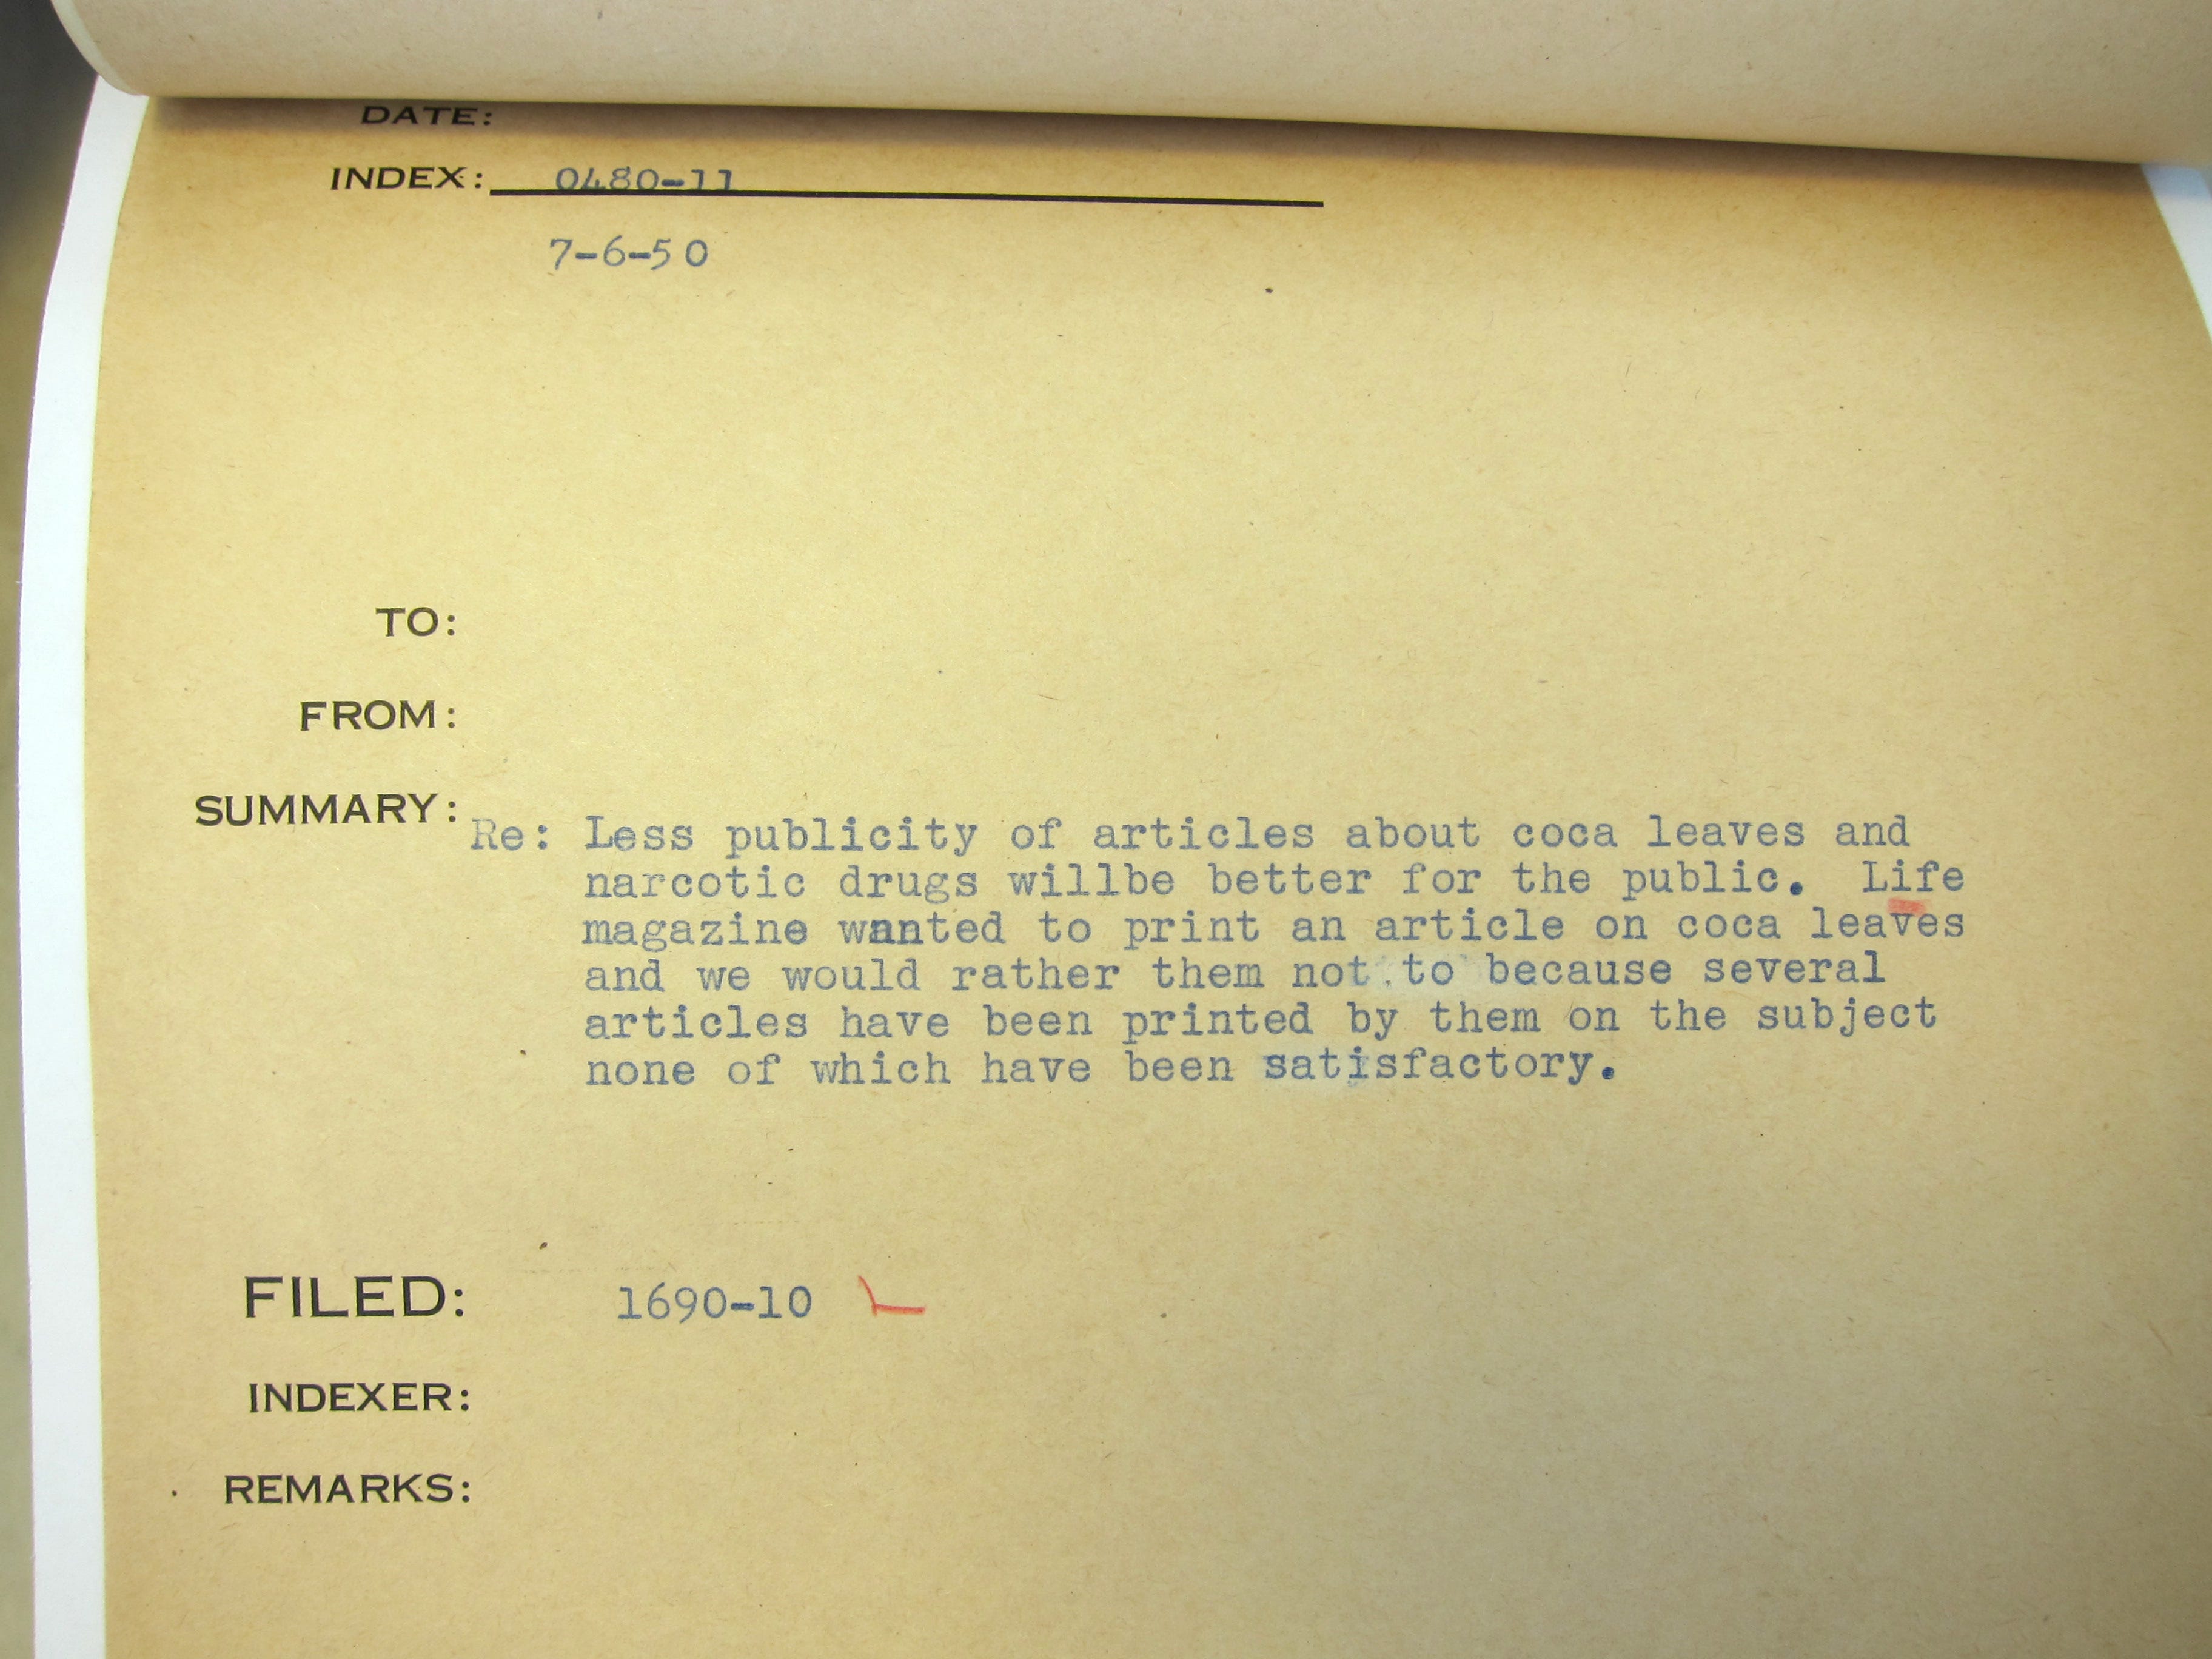 DATE:
INDEX: 0480-11
7-6-50
TO:
FROM:
SUMMARY:
Re: Less publicity of articles about coca leaves and
narcotic drugs willbe better for the public. Life
magazine wanted to print an article on coca leaves
and we would rather them not to because several
articles have been printed by them on the subject
none of which have been satisfactory.
FILED: 1690-10
INDEXER:
REMARKS: